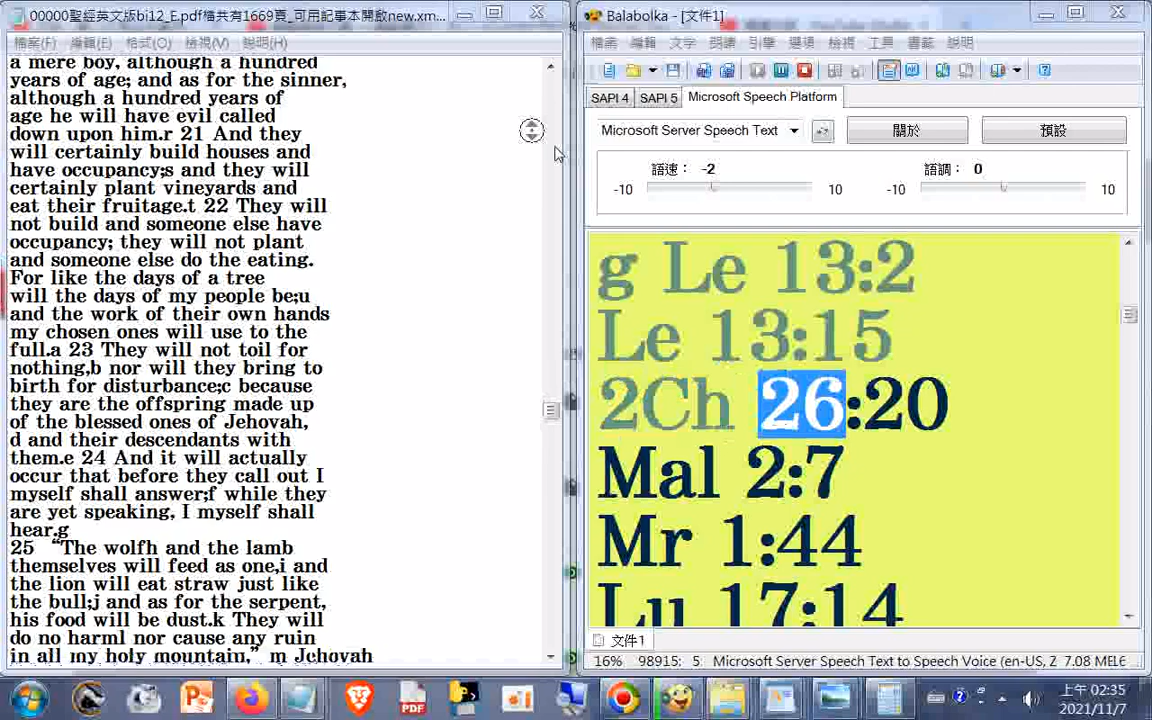 00000聖經英文版bi12_E.pdf檔共有1669頁_可用記事本開啟new.xm...
檔案(F) 編輯(E) 格式(O) 檢視(V) 說明(H)
a mere boy, although a hundred
years of age; and as for the sinner,
although a hundred years of
age he will have evil called
down upon him.r 21 And they
will certainly build houses and
have occupancy;s and they will
certainly plant vineyards and
eat their fruitage.t 22 They will
not build and someone else have
occupancy; they will not plant
and someone else do the eating.
For like the days of a tree
will the days of my people be;u
and the work of their own hands
my chosen ones will use to the
full.a 23 They will not toil for
nothing,b nor will they bring to
birth for disturbance;c because
they are the offspring made up
of the blessed ones of Jehovah,
d and their descendants with
them.e 24 And it will actually
occur that before they call out I
myself shall answer;f while they
are yet speaking, I myself shall
hear.g
25 “The wolfh and the lamb
themselves will feed as one,i and
the lion will eat straw just like
the bull;j and as for the serpent,
his food will be dust.k They will
do no harml nor cause any ruin
in all my holy mountain,” m Jehovah
Balabolka - [文件1]
檔案 編輯 文字 朗讀 引擎 選項 檢視 工具 書籤 說明
SAPI 4 SAPI 5 Microsoft Speech Platform
Microsoft Server Speech Text 關於 預設
語速： -2 語調： 0
-10 10 -10 10
g Le 13:2
Le 13:15
2Ch 26:20
Mal 2:7
Mr 1:44
Lu 17:14
文件1
16% 98915: 5: Microsoft Server Speech Text to Speech Voice (en-US, Z 7.08 MEL6
PDF
上午 02:35
2021/11/7